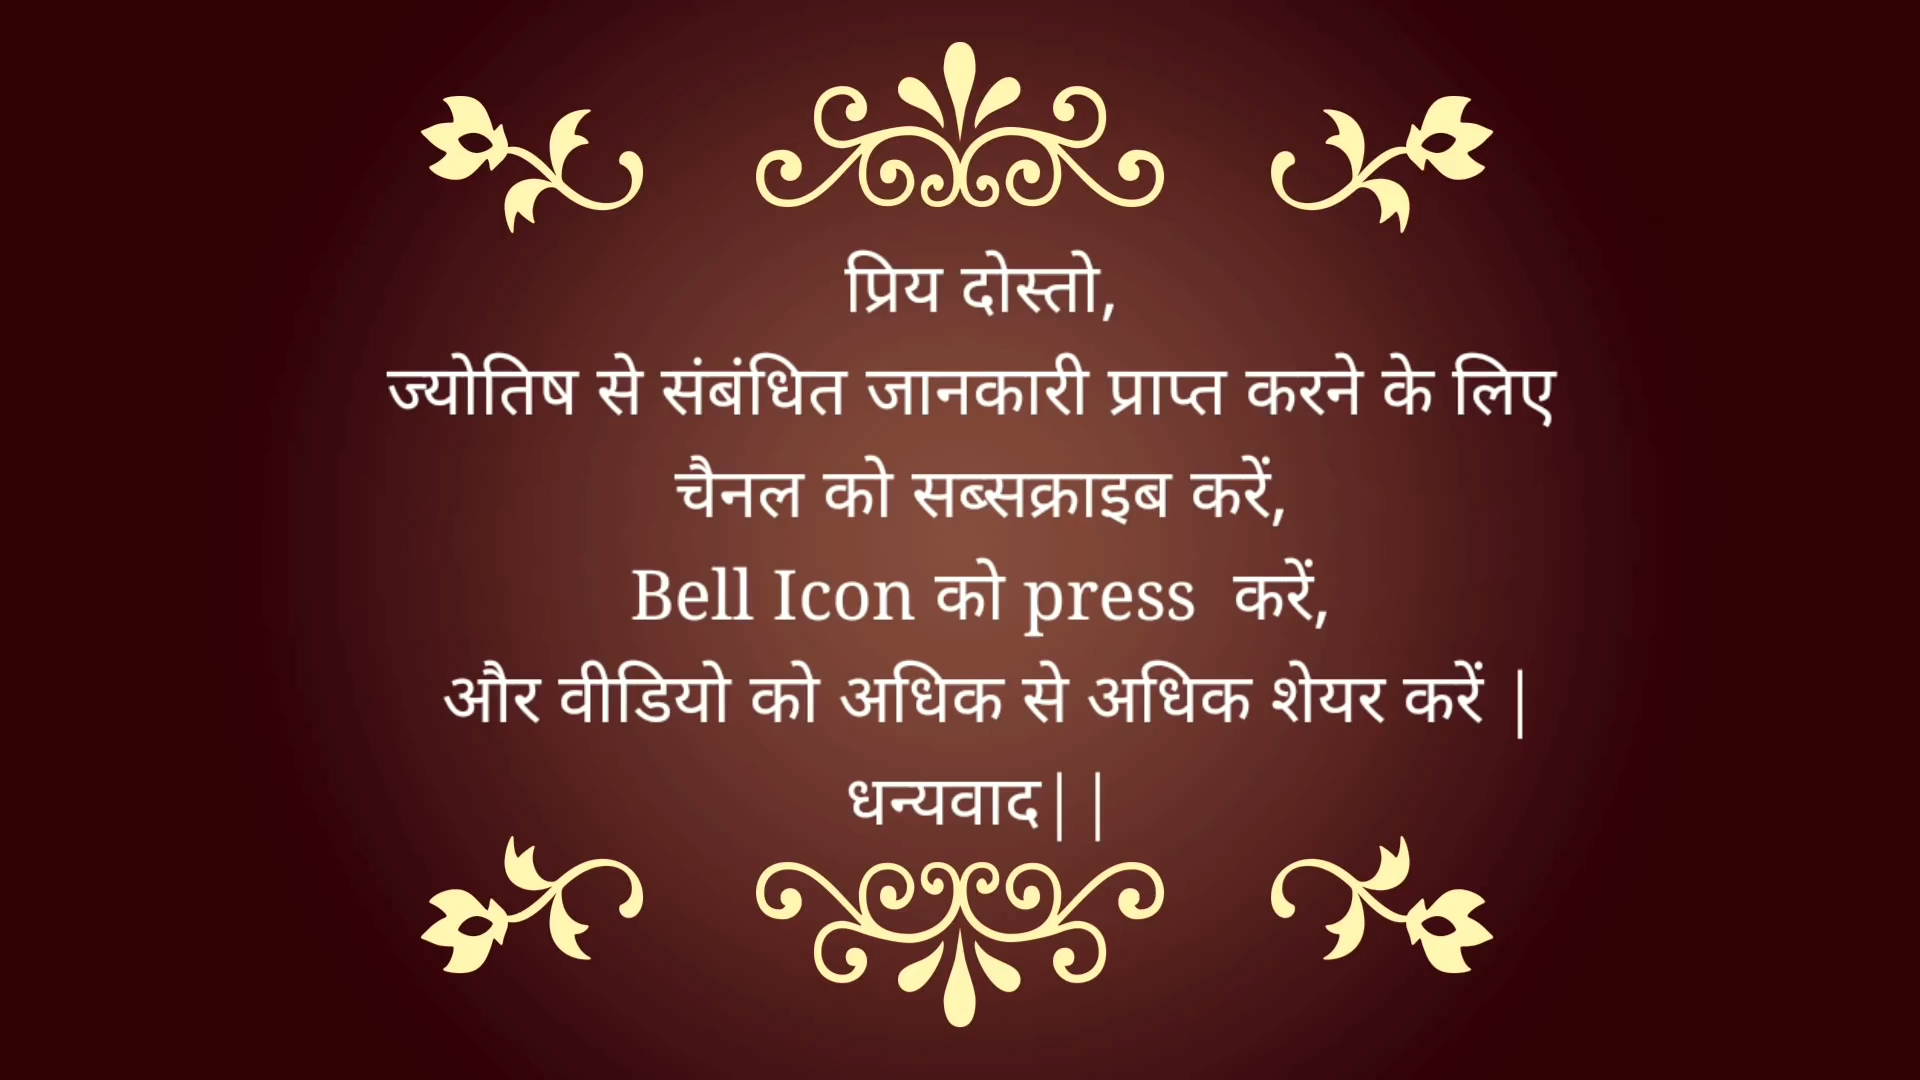 प्रिय दोस्तो,
ज्योतिष से संबंधित जानकारी प्राप्त करने के लिए
चैनल को सब्सक्राइब करें,
Bell Icon को press  करें,
और वीडियो को अधिक से अधिक शेयर करें |
धन्यवाद||